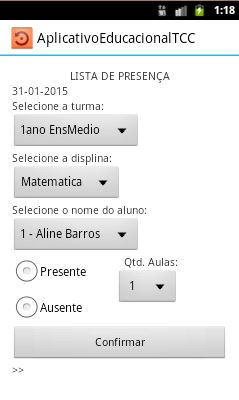 1:18
AplicativoEducacionalTCC
LISTA DE PRESENÇA
31-01-2015
Selecione a turma:
1ano EnsMedio
Selecione a displina:
Matematica
Selecione o nome do aluno:
1 - Aline Barros
Presente
Qtd. Aulas:
1
Ausente
Confirmar
>>